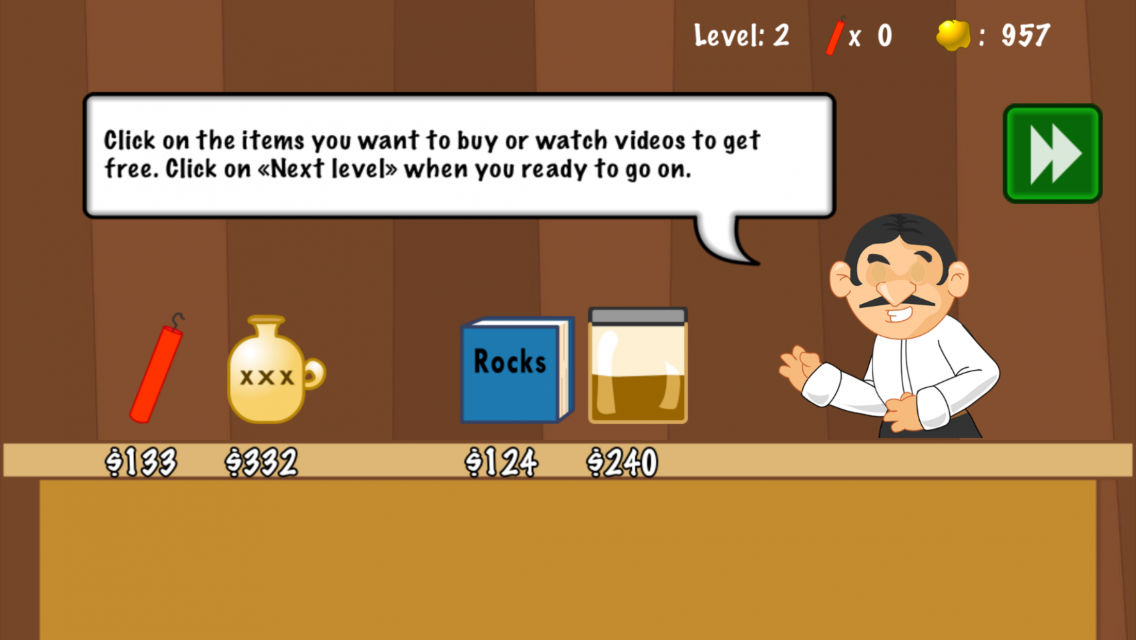 Level: 2 x 0 : 957
Click on the items you want to buy or watch videos to get
free. Click on «Next level» when you ready to go on.
xxx
Rocks
$133 $332 $124 $240